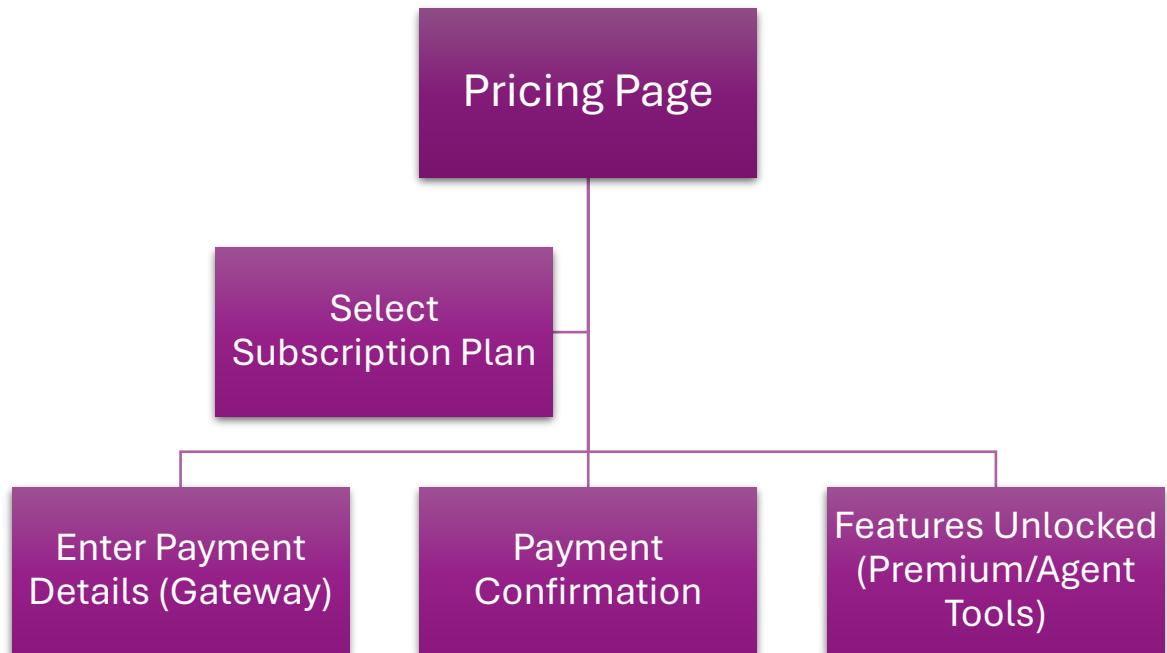 Pricing Page
Select
Subscription Plan
Enter Payment
Details (Gateway)
Payment
Confirmation
Features Unlocked
(Premium/Agent
Tools)